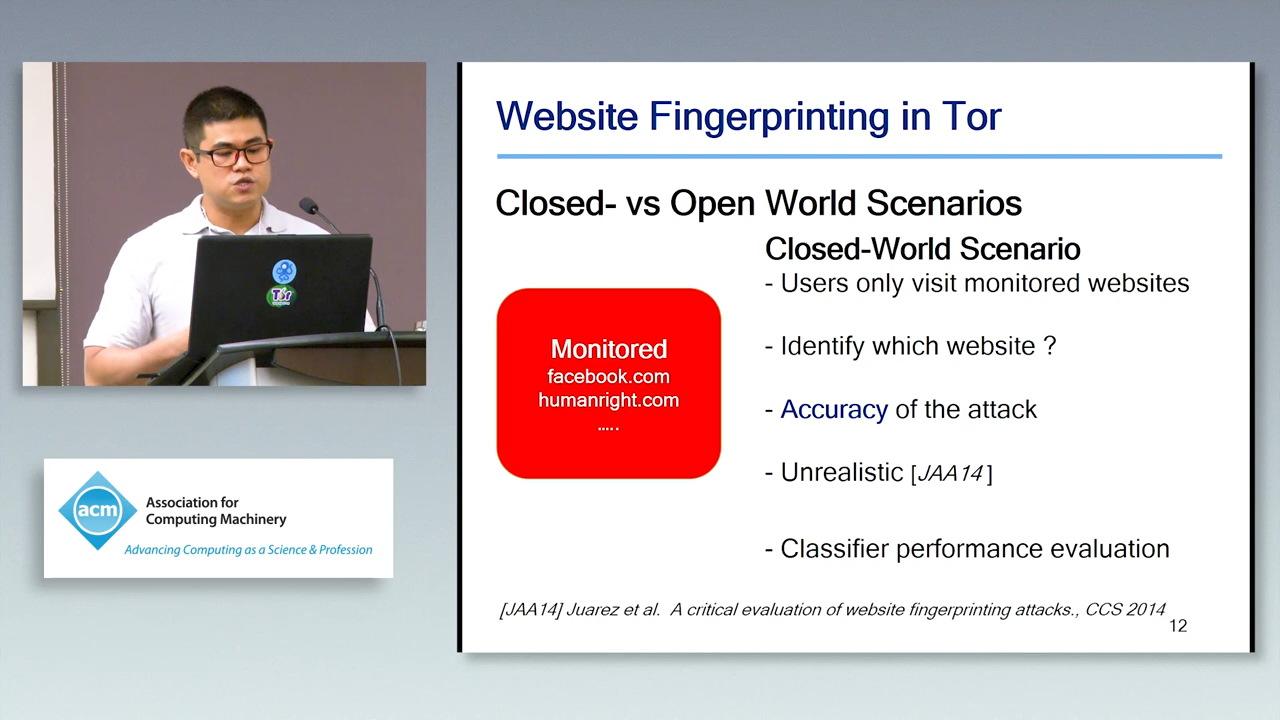 Website Fingerprinting in Tor
Closed- vs Open World Scenarios
Closed-World Scenario
- Users only visit monitored websites
Monitored
facebook.com
humanright.com
.....
- Identify which website ?
- Accuracy of the attack
- Unrealistic [JAA14]
- Classifier performance evaluation
[JAA14] Juarez et al. A critical evaluation of website fingerprinting attacks., CCS 2014
12
Tor
acm
Association for
Computing Machinery
Advancing Computing as a Science & Profession